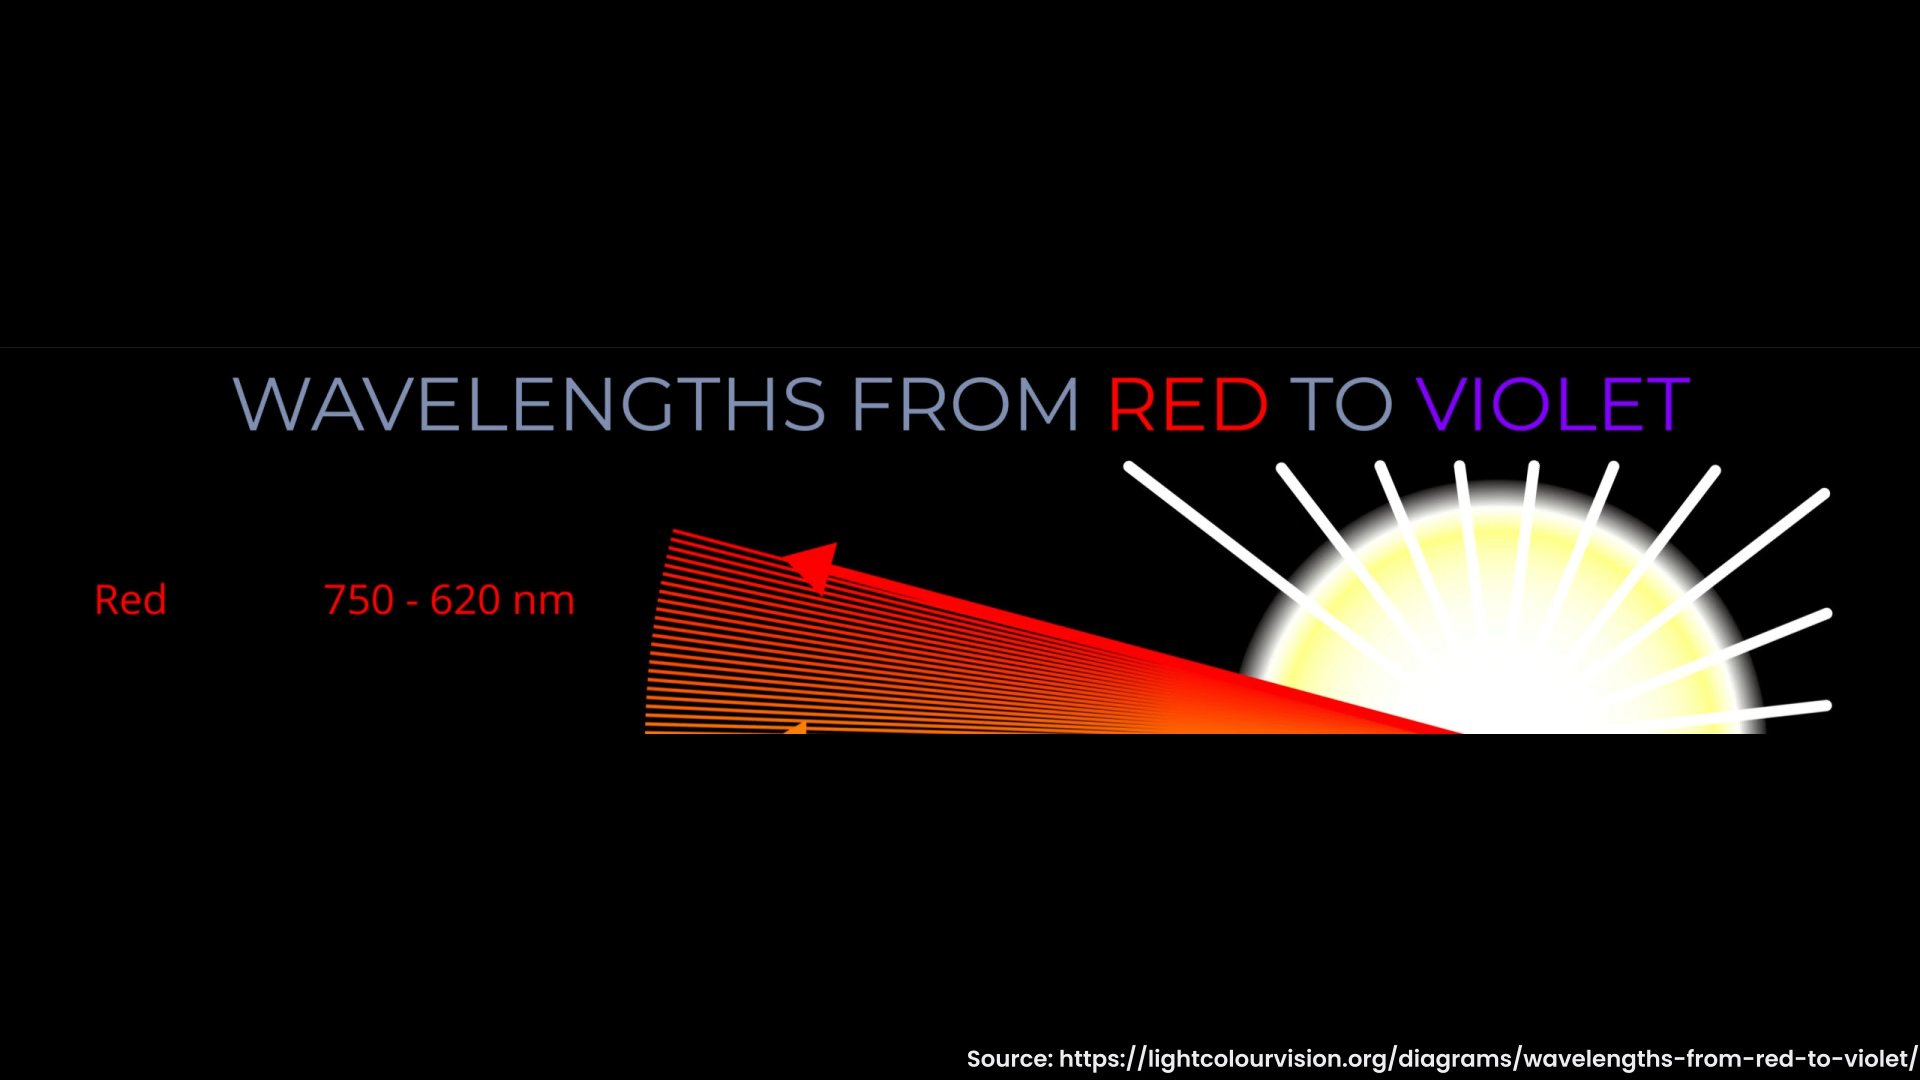 WAVELENGTHS FROM RED TO VIOLET
Red 750 - 620 nm
Source: https://lightcolourvision.org/diagrams/wavelengths-from-red-to-violet/